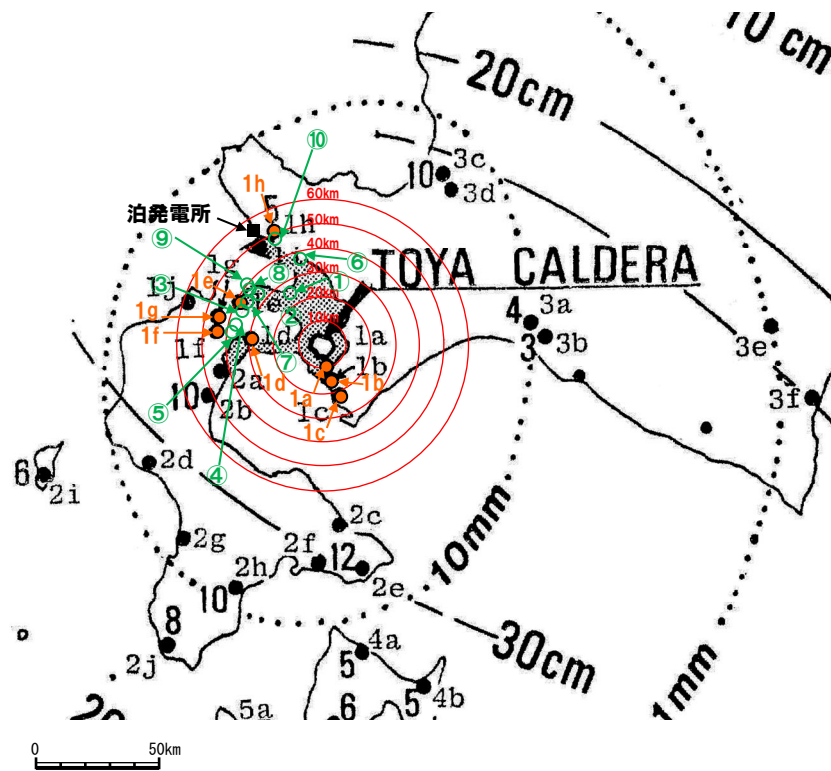 10 cm
20cm
⑩
10
3c
3d
1h
5
1h
60km
泊発電所
50km
⑨
40km
1i
⑥
1g
⑧
30km
TOYA CALDERA
③
1j
1e
①
20km
1g
1e
10km
4
3a
②
1a
1f
3
3b
3e
1f
1d
⑦
1b
2a
1d
1a
1b
3f
⑤
10
2b
1c
1c
6
2i
2d
④
2c
10mm
2g
2f
12
2e
2h
10
30cm
8
4a
2j
5
1mm
20
5a
6
5
4b
0
50km